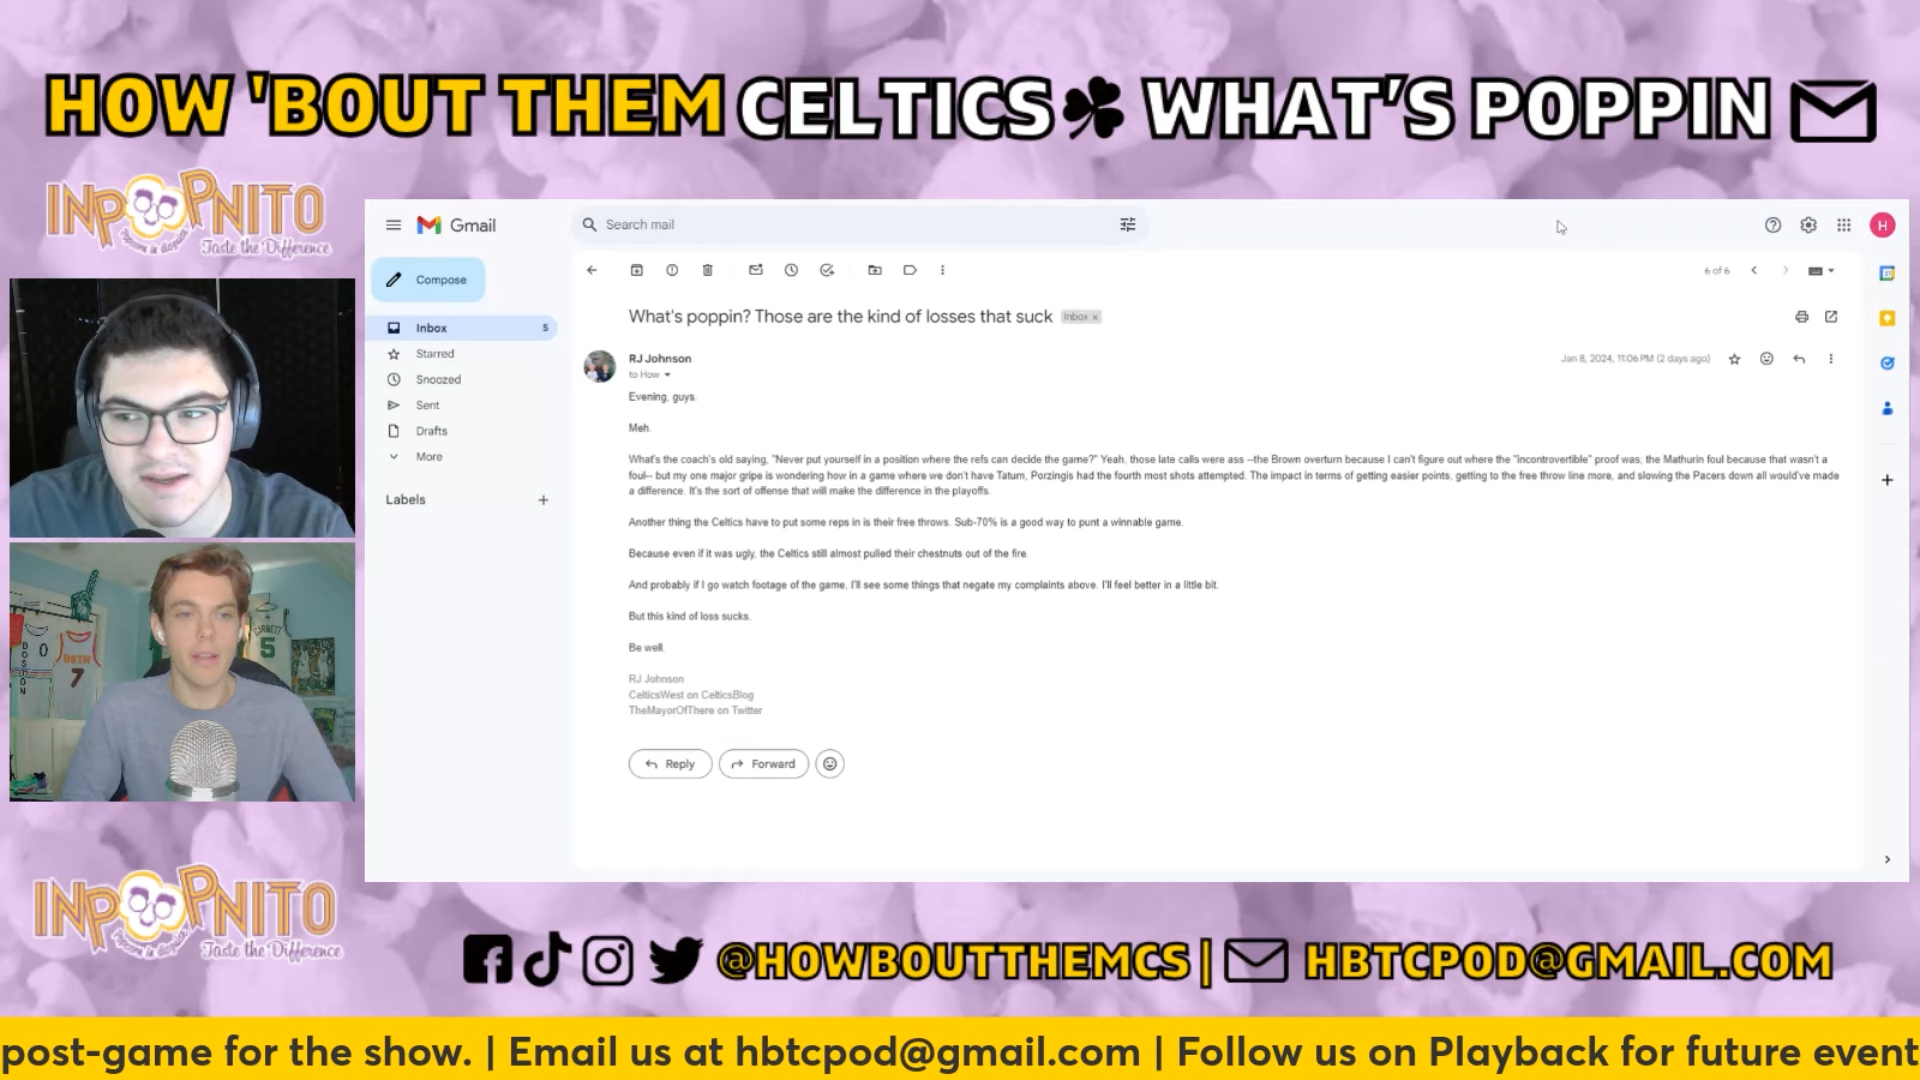 HOW 'BOUT THEM CELTICS WHAT'S POPPIN
INPOPNITO
Taste the Difference
Gmail
Search mail
H
Compose
6 of 6
Inbox 5
Starred
Snoozed
Sent
Drafts
More
Labels
What's poppin? Those are the kind of losses that suck Inbox x
RJ Johnson
Jan 8, 2024, 11:06 PM (2 days ago)
to How
Evening, guys.
Meh.
What's the coach's old saying, "Never put yourself in a position where the refs can decide the game?" Yeah, those late calls were ass --the Brown overturn because I can't figure out where the "incontrovertible" proof was; the Mathurin foul because that wasn't a
foul-- but my one major gripe is wondering how in a game where we don't have Tatum, Porzingis had the fourth most shots attempted. The impact in terms of getting easier points, getting to the free throw line more, and slowing the Pacers down all would've made
a difference. It's the sort of offense that will make the difference in the playoffs.
Another thing the Celtics have to put some reps in is their free throws. Sub-70% is a good way to punt a winnable game.
Because even if it was ugly, the Celtics still almost pulled their chestnuts out of the fire.
And probably if I go watch footage of the game, I'll see some things that negate my complaints above. I'll feel better in a little bit.
But this kind of loss sucks.
Be well.
RJ Johnson
CelticsWest on CelticsBlog
TheMayorOfThere on Twitter
Reply
Forward
BOSTON
0
BSTN
7
GARNETT
5
INPOPNITO
Taste the Difference
@HOWBOUTTHEMCS | HBTCPOD@GMAIL.COM
post-game for the show. | Email us at hbtcpod@gmail.com | Follow us on Playback for future event